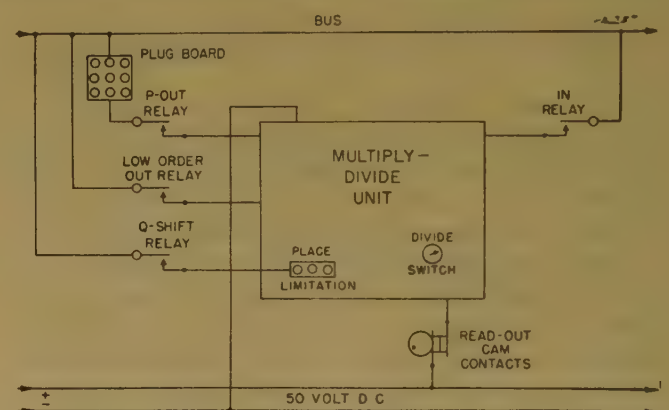 BUS
PLUG BOARD
P-OUT
RELAY
IN
RELAY
LOW ORDER
OUT RELAY
MULTIPLY-
DIVIDE
UNIT
Q-SHIFT
RELAY
PLACE
LIMITATION
DIVIDE
SWITCH
READ-OUT
CAM
CONTACTS
+
-
50 VOLT D C